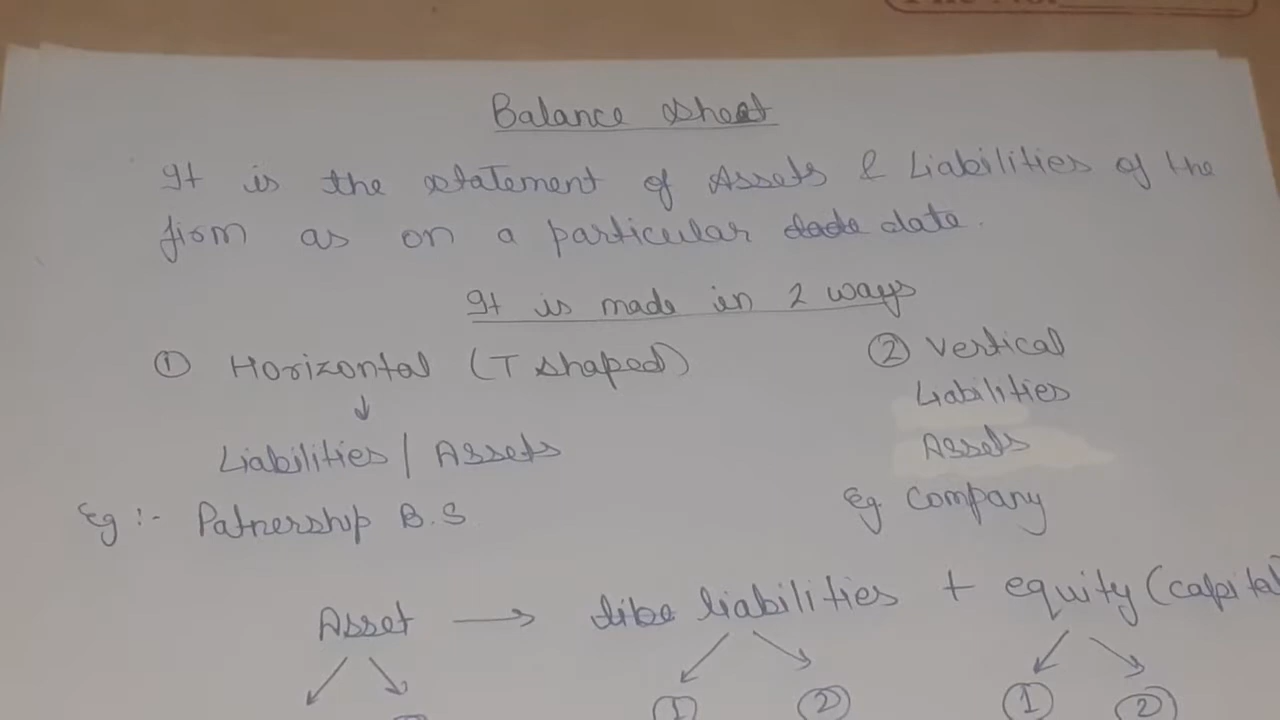 Balance Sheet
It is the statement of Assets & Liabilities of the
firm as on a particular date.
It is made in 2 ways
① Horizontal (T shaped)
② Vertical
↓
Liabilities
Liabilities | Assets
Assets
Eg :- Patnership B.S
Eg. Company
Asset → liabilities + equity (capital
① ② ① ②